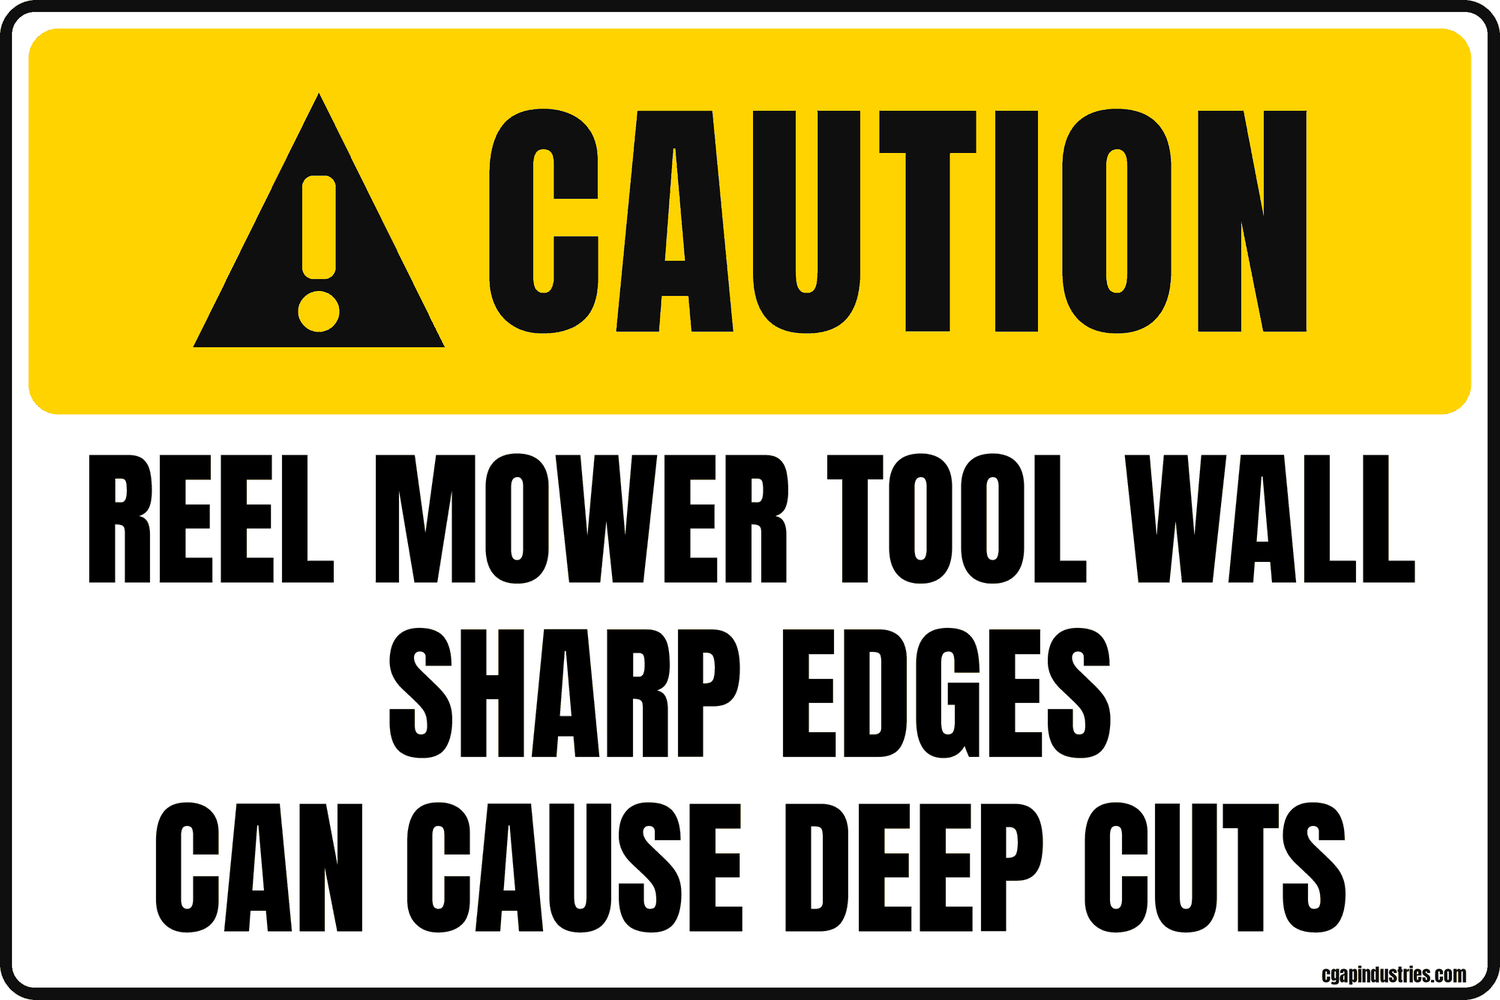 CAUTION
REEL MOWER TOOL WALL
SHARP EDGES
CAN CAUSE DEEP CUTS
cgapindustries.com